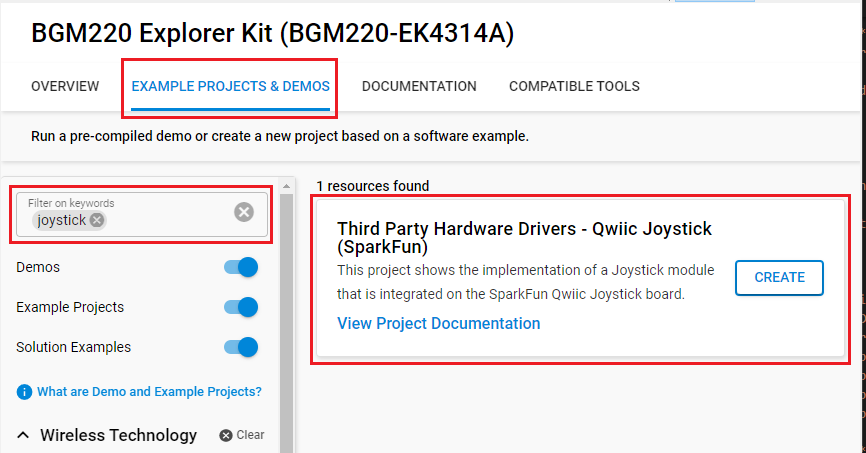 BGM220 Explorer Kit (BGM220-EK4314A)
OVERVIEW EXAMPLE PROJECTS & DEMOS DOCUMENTATION COMPATIBLE TOOLS
Run a pre-compiled demo or create a new project based on a software example.
Filter on keywords
joystick
Demos
Example Projects
Solution Examples
What are Demo and Example Projects?
Wireless Technology Clear
1 resources found
Third Party Hardware Drivers - Qwiic Joystick
(SparkFun)
This project shows the implementation of a Joystick module
that is integrated on the SparkFun Qwiic Joystick board.
View Project Documentation
CREATE